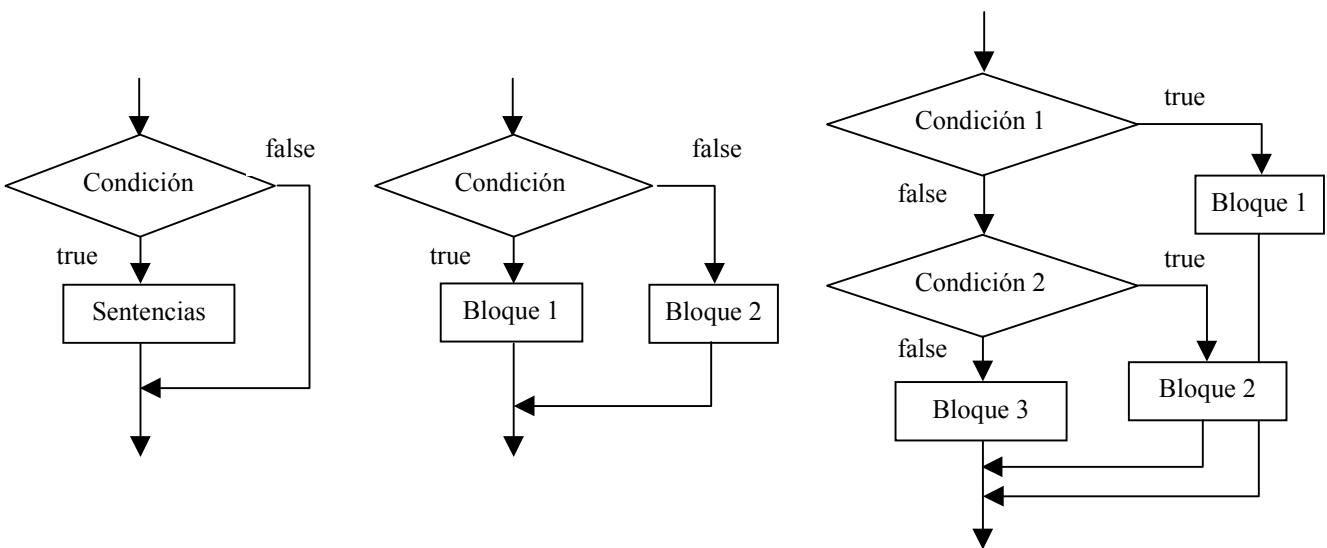 Condición
false
true
Sentencias
Condición
false
true
Bloque 1
Bloque 2
Condición 1
true
Bloque 1
false
Condición 2
true
Bloque 2
false
Bloque 3